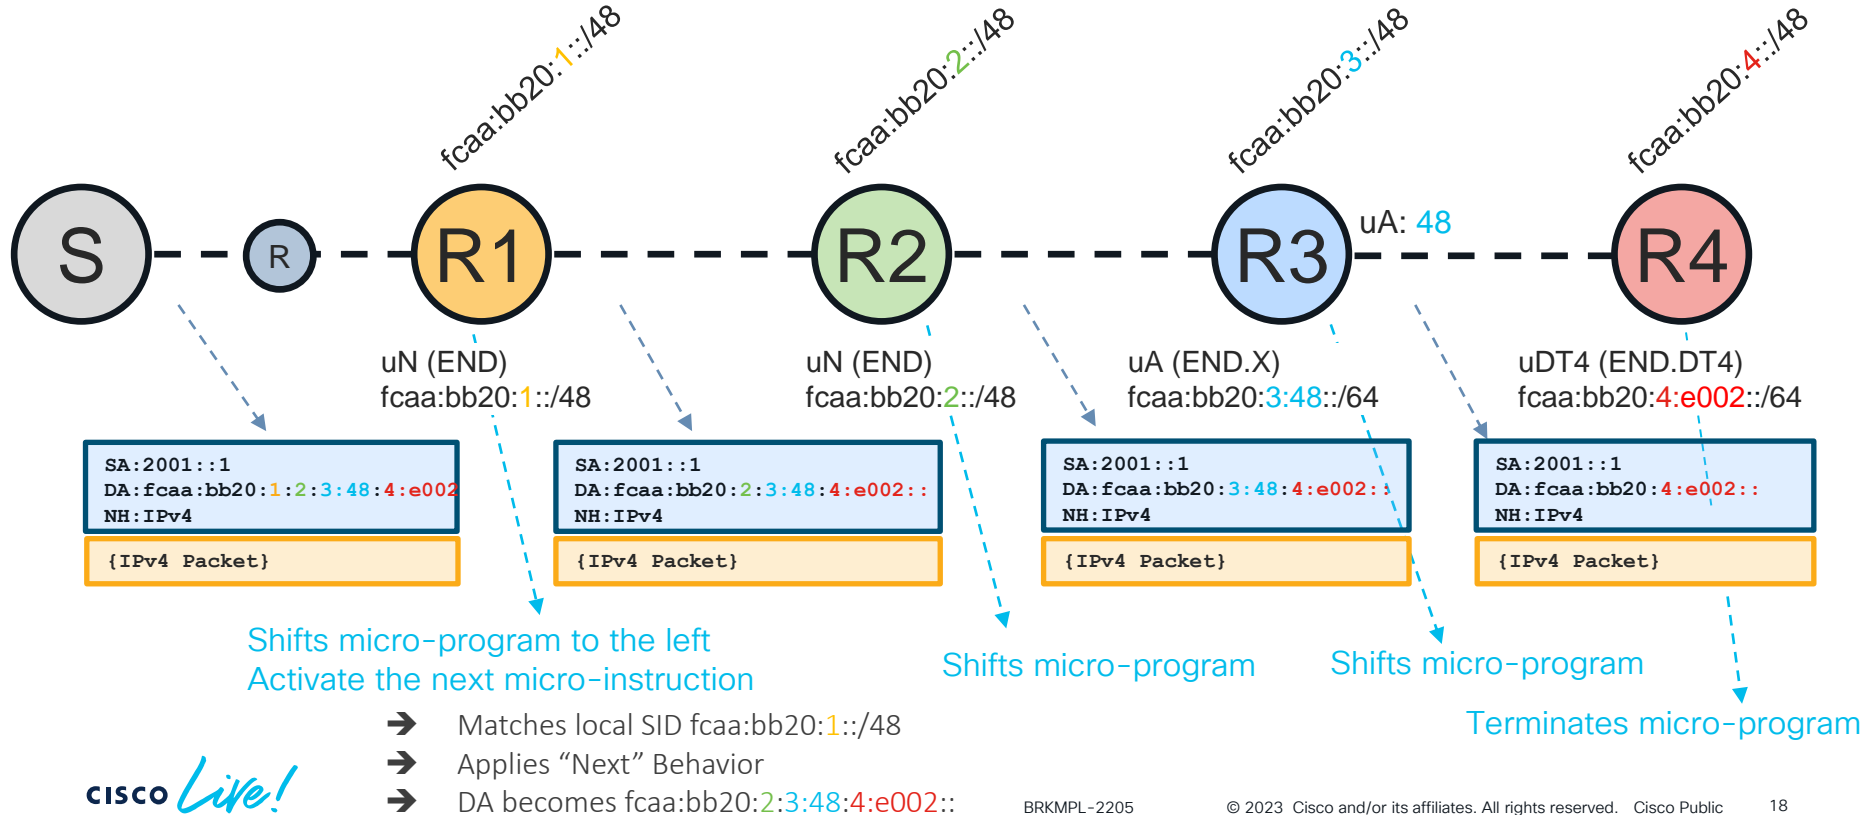 fcaa:bb20:1::/48
fcaa:bb20:2::/48
fcaa:bb20:3::/48
fcaa:bb20:4::/48
S
R
R1
R2
R3
uA: 48
R4
uN (END)
fcaa:bb20:1::/48
uN (END)
fcaa:bb20:2::/48
uA (END.X)
fcaa:bb20:3:48::/64
uDT4 (END.DT4)
fcaa:bb20:4:e002::/64
SA:2001::1
DA:fcaa:bb20:1:2:3:48:4:e002
NH:IPv4
{IPv4 Packet}
SA:2001::1
DA:fcaa:bb20:2:3:48:4:e002::
NH:IPv4
{IPv4 Packet}
SA:2001::1
DA:fcaa:bb20:3:48:4:e002::
NH:IPv4
{IPv4 Packet}
SA:2001::1
DA:fcaa:bb20:4:e002::
NH:IPv4
{IPv4 Packet}
Shifts micro-program to the left
Activate the next micro-instruction
Shifts micro-program
Shifts micro-program
Terminates micro-program
➔ Matches local SID fcaa:bb20:1::/48
➔ Applies “Next” Behavior
➔ DA becomes fcaa:bb20:2:3:48:4:e002::
CISCO Live!
BRKMPL-2205
© 2023 Cisco and/or its affiliates. All rights reserved. Cisco Public
18